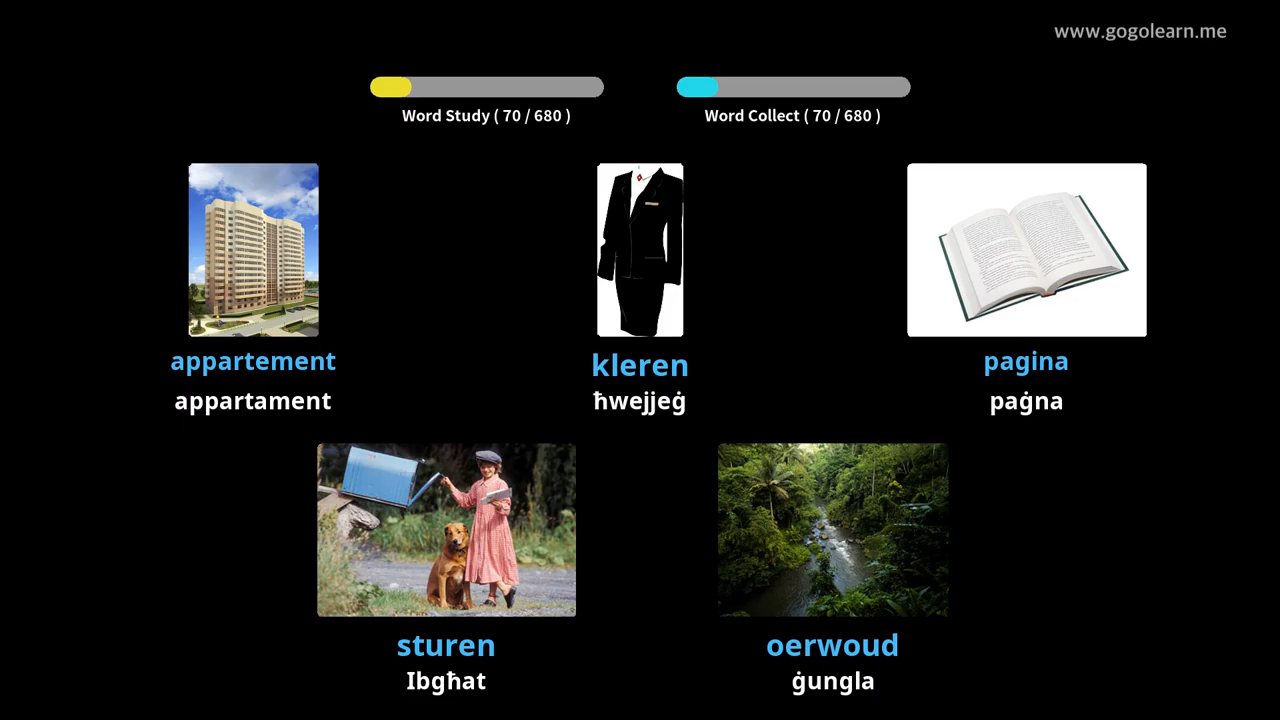 www.gogolearn.me
Word Study ( 70 / 680 )
Word Collect ( 70 / 680 )
appartement
appartament
kleren
ħwejjeġ
pagina
paġna
sturen
Ibgħat
oerwoud
ġungla